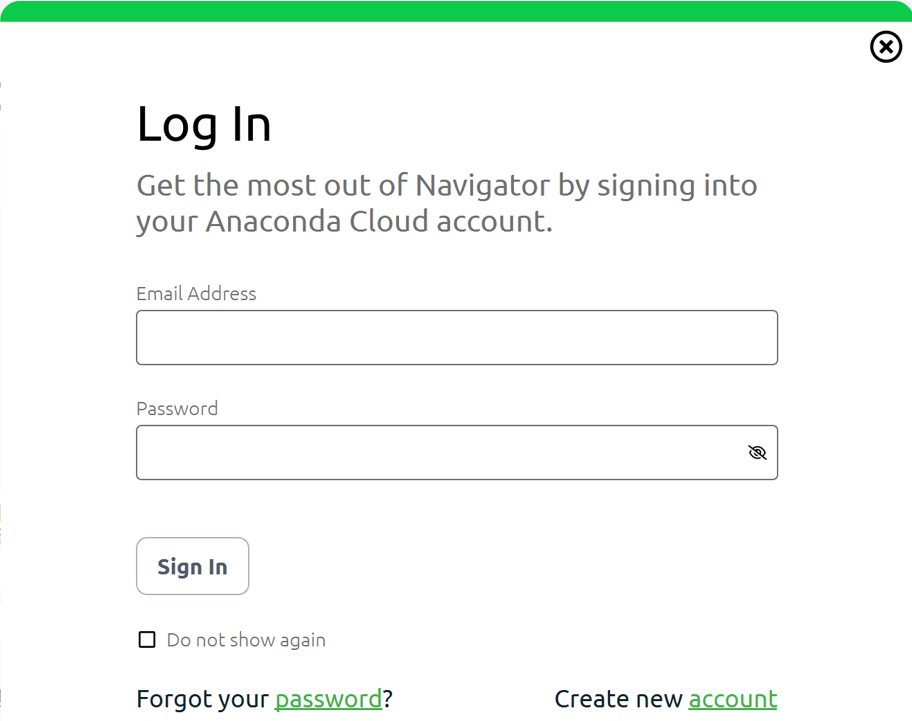 Log In
Get the most out of Navigator by signing into
your Anaconda Cloud account.
Email Address
Password
Sign In
Do not show again
Forgot your password?
Create new account